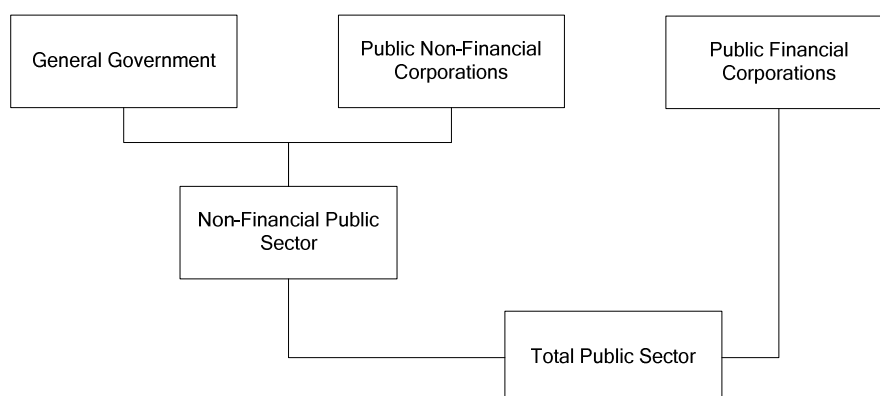 General Government
Public Non-Financial
Corporations
Public Financial
Corporations
Non-Financial Public
Sector
Total Public Sector